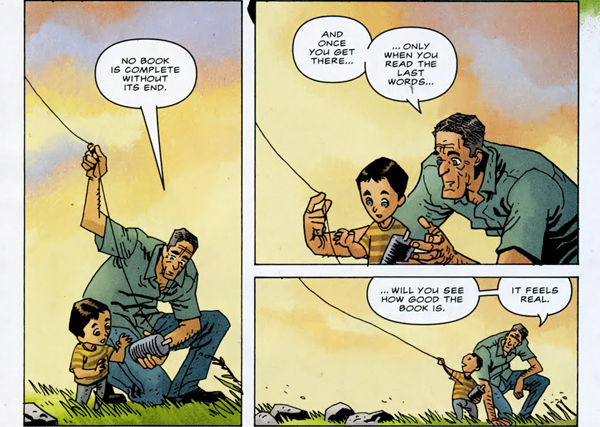 NO BOOK
IS COMPLETE
WITHOUT
ITS END.
AND
ONCE
YOU GET
THERE...
...ONLY
WHEN YOU
READ THE
LAST
WORDS...
...WILL YOU SEE
HOW GOOD THE
BOOK IS.
IT FEELS
REAL.